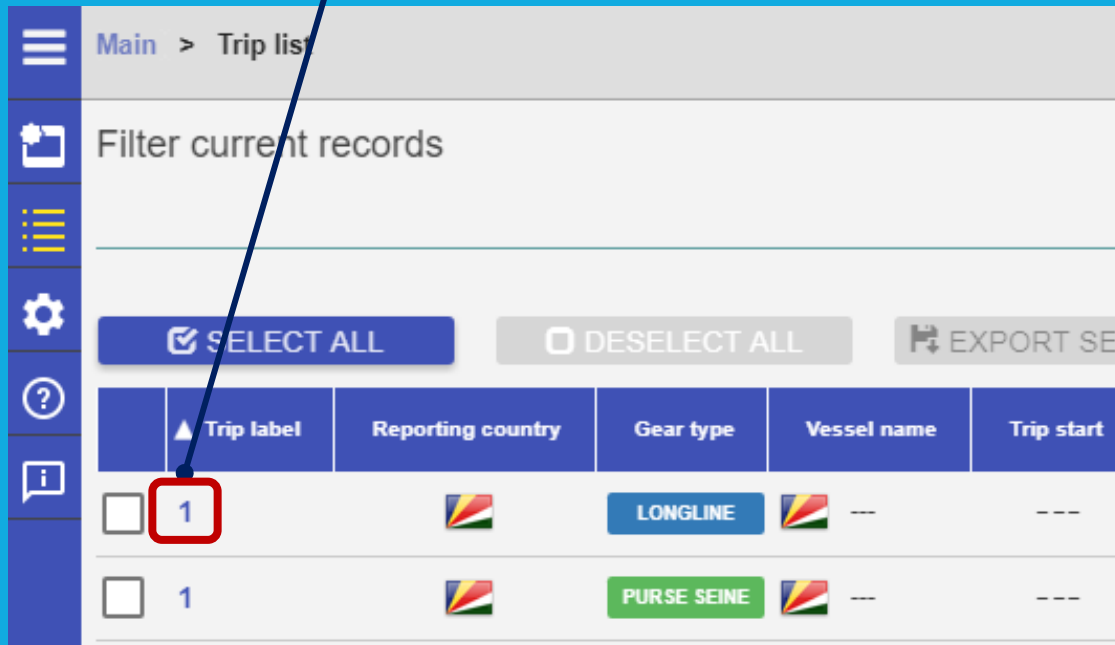 Main > Trip list
Filter current records
SELECT ALL DESELECT ALL EXPORT SE
▲ Trip label Reporting country Gear type Vessel name Trip start
1 LONGLINE --- ---
1 PURSE SEINE --- ---